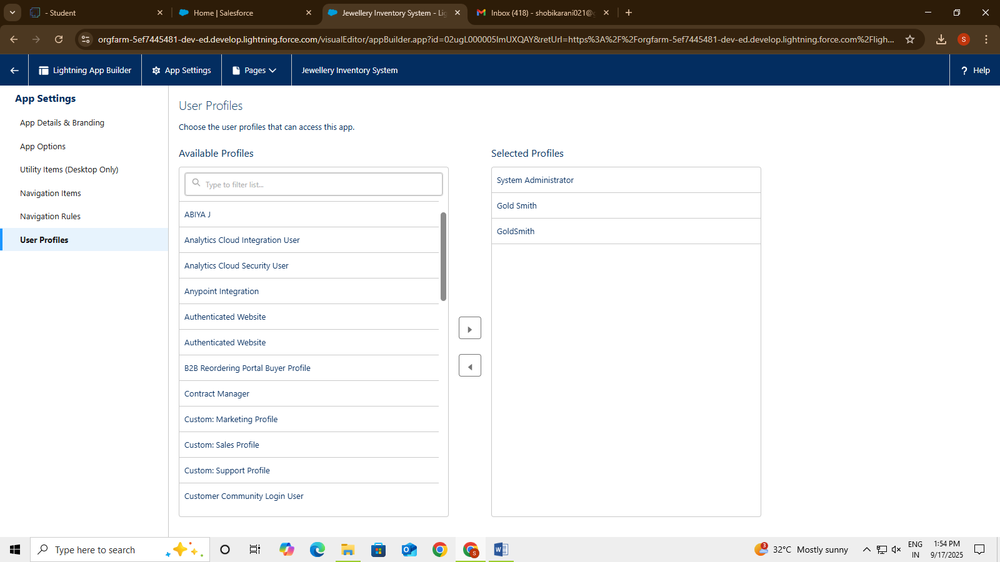 - Student
Home | Salesforce
Jewellery Inventory System - Lig
Inbox (418) - shobikarani021@g
orgfarm-5ef7445481-dev-ed.develop.lightning.force.com/visualEditor/appBuilder.app?id=02ugL000005ImUXQAY&retUrl=https%3A%2F%2Forgfarm-5ef7445481-dev-ed.develop.lightning.force.com%2Fligh...
S
Lightning App Builder
App Settings
Pages
Jewellery Inventory System
? Help
App Settings
App Details & Branding
App Options
Utility Items (Desktop Only)
Navigation Items
Navigation Rules
User Profiles
User Profiles
Choose the user profiles that can access this app.
Available Profiles
Type to filter list...
ABIYA J
Analytics Cloud Integration User
Analytics Cloud Security User
Anypoint Integration
Authenticated Website
Authenticated Website
B2B Reordering Portal Buyer Profile
Contract Manager
Custom: Marketing Profile
Custom: Sales Profile
Custom: Support Profile
Customer Community Login User
Selected Profiles
System Administrator
Gold Smith
GoldSmith
Type here to search
3
32°C Mostly sunny
ENG
IN
1:54 PM
9/17/2025